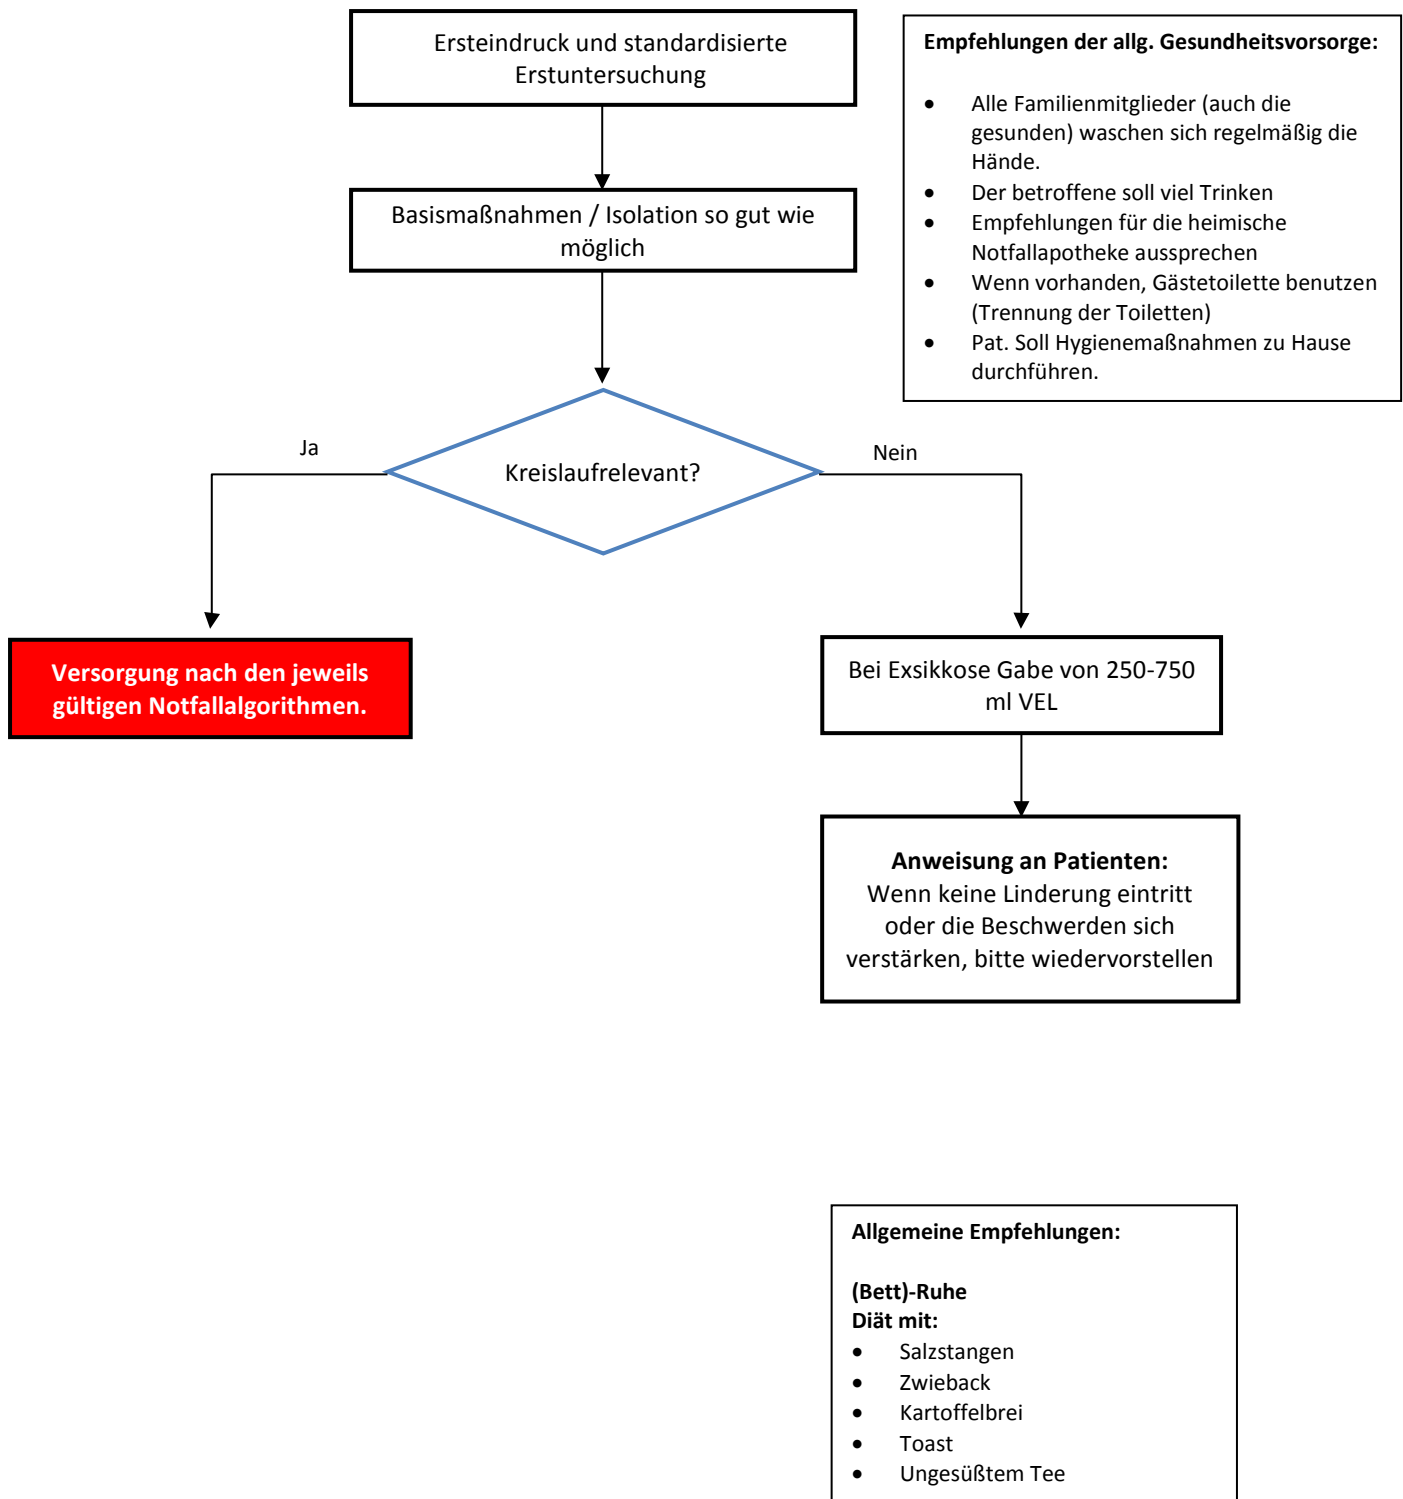 Ersteindruck und standardisierte
Erstuntersuchung
Empfehlungen der allg. Gesundheitsvorsorge:
• Alle Familienmitglieder (auch die
gesunden) waschen sich regelmäßig die
Hände.
• Der betroffene soll viel Trinken
• Empfehlungen für die heimische
Notfallapotheke aussprechen
• Wenn vorhanden, Gästetoilette benutzen
(Trennung der Toiletten)
• Pat. Soll Hygienemaßnahmen zu Hause
durchführen.
Basismaßnahmen / Isolation so gut wie
möglich
Kreislaufrelevant?
Ja
Nein
Versorgung nach den jeweils
gültigen Notfallalgorithmen.
Bei Exsikkose Gabe von 250-750
ml VEL
Anweisung an Patienten:
Wenn keine Linderung eintritt
oder die Beschwerden sich
verstärken, bitte wiedervorstellen
Allgemeine Empfehlungen:
(Bett)-Ruhe
Diät mit:
• Salzstangen
• Zwieback
• Kartoffelbrei
• Toast
• Ungesüßtem Tee